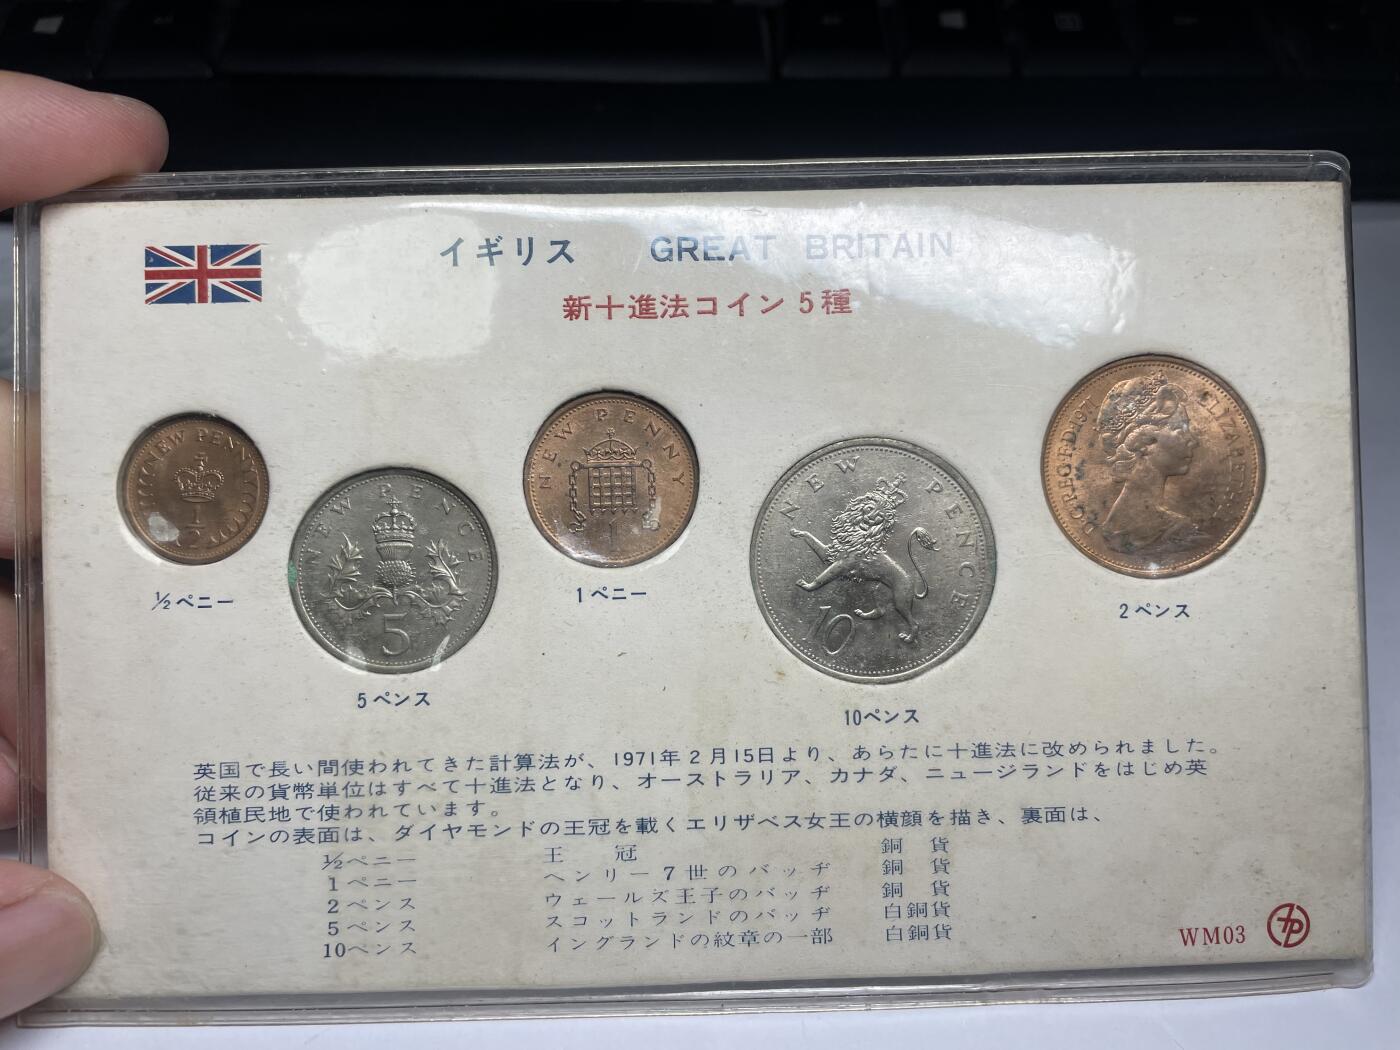 イギリス GREAT BRITAIN
新十進法コイン5種
NEW PENNY
1/2
½ペニー
NEW PENCE
5
5ペンス
NEW PENNY
1
1ペニー
NEW PENCE
10
10ペンス
D·G·REG·F·D·1971 ELIZABETH·II
2ペンス
英国で長い間使われてきた計算法が、1971年2月15日より、あらたに十進法に改められました。
従来の貨幣単位はすべて十進法となり、オーストラリア、カナダ、ニュージランドをはじめ英
領植民地で使われています。
コインの表面は、ダイヤモンドの王冠を載くエリザベス女王の横顔を描き、裏面は、
½ペニー 王冠 銅貨
1ペニー ヘンリー7世のバッヂ 銅貨
2ペンス ウェールズ王子のバッヂ 銅貨
5ペンス スコットランドのバッヂ 白銅貨
10ペンス イングランドの紋章の一部 白銅貨
WM03